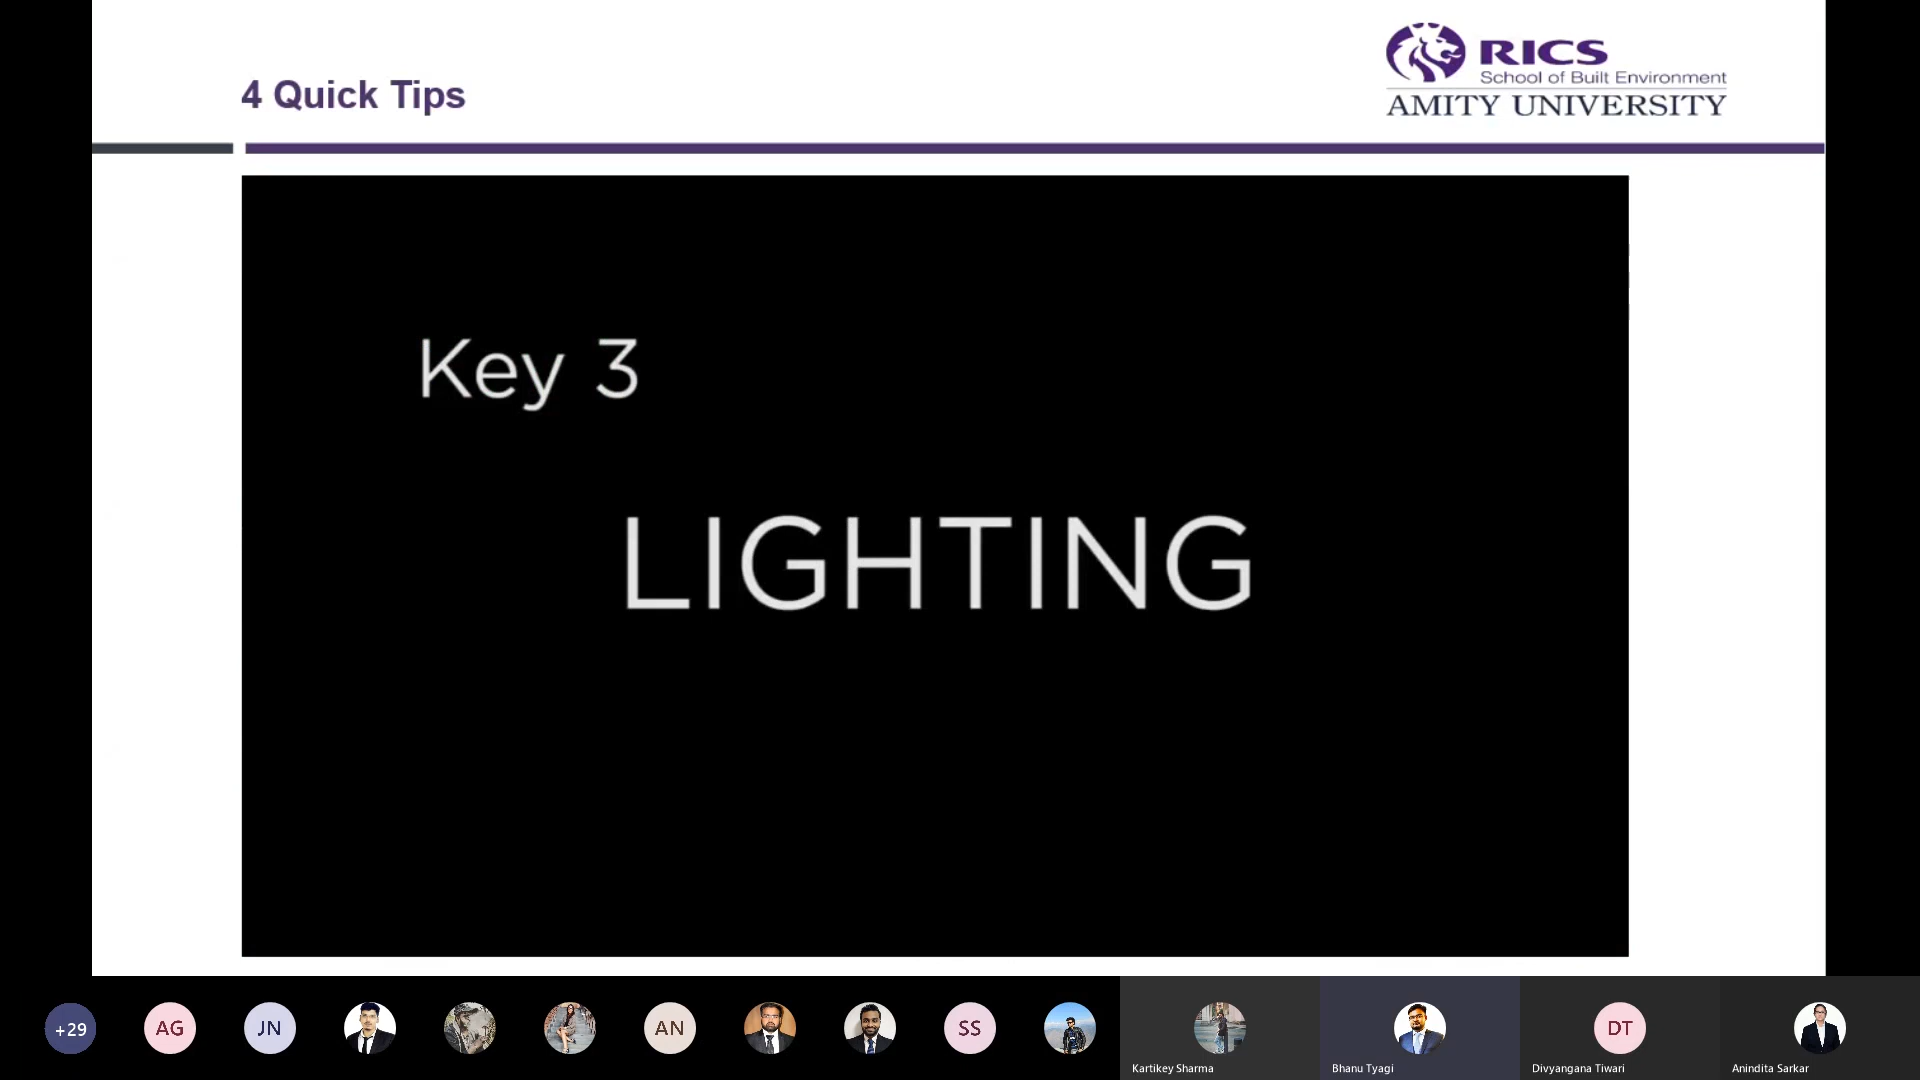 4 Quick Tips
RICS
School of Built Environment
AMITY UNIVERSITY
Key 3
LIGHTING
+29
AG
JN
AN
SS
DT
Kartikey Sharma
Bhanu Tyagi
Divyangana Tiwari
Anindita Sarkar